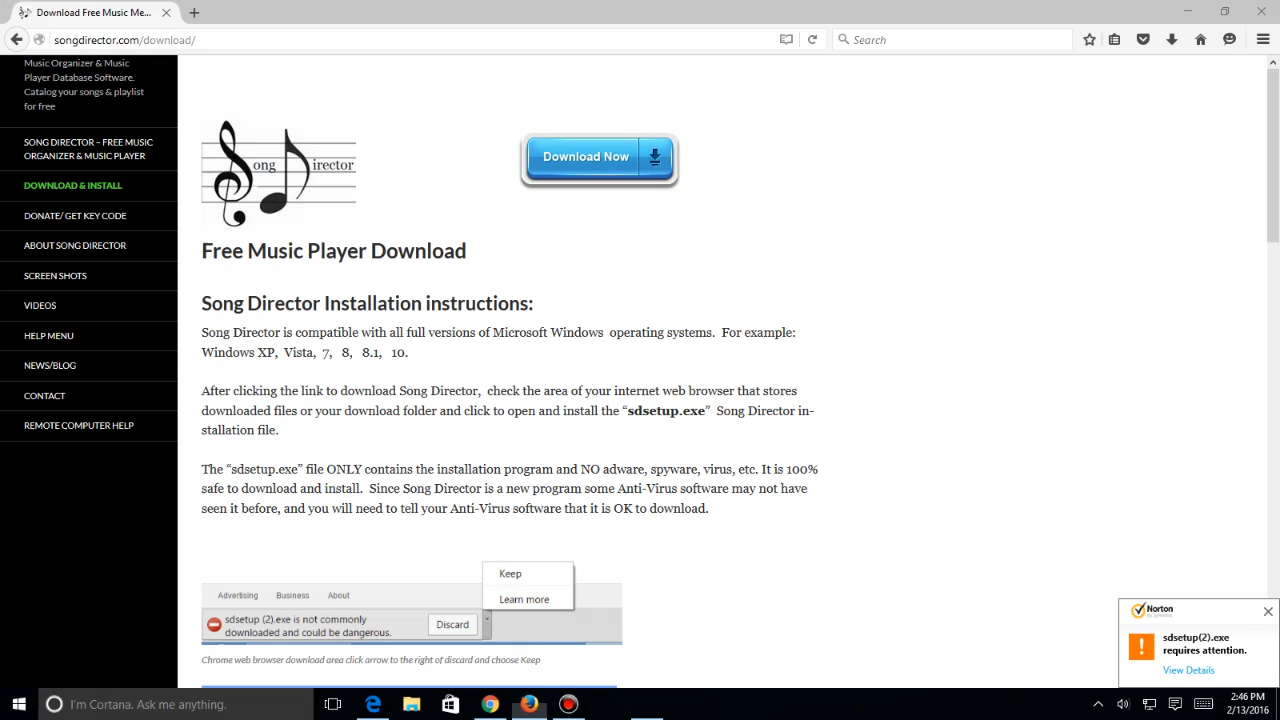 Download Free Music Me...
songdirector.com/download/
Search
Music Organizer & Music
Player Database Software.
Catalog your songs & playlist
for free
SONG DIRECTOR – FREE MUSIC
ORGANIZER & MUSIC PLAYER
DOWNLOAD & INSTALL
DONATE/ GET KEY CODE
ABOUT SONG DIRECTOR
SCREEN SHOTS
VIDEOS
HELP MENU
NEWS/BLOG
CONTACT
REMOTE COMPUTER HELP
ong irector
Download Now
Free Music Player Download
Song Director Installation instructions:
Song Director is compatible with all full versions of Microsoft Windows operating systems. For example:
Windows XP, Vista, 7, 8, 8.1, 10.
After clicking the link to download Song Director, check the area of your internet web browser that stores
downloaded files or your download folder and click to open and install the “sdsetup.exe” Song Director in-
stallation file.
The “sdsetup.exe” file ONLY contains the installation program and NO adware, spyware, virus, etc. It is 100%
safe to download and install. Since Song Director is a new program some Anti-Virus software may not have
seen it before, and you will need to tell your Anti-Virus software that it is OK to download.
Keep
Learn more
Advertising Business About
sdsetup (2).exe is not commonly
downloaded and could be dangerous.
Discard
Chrome web browser download area click arrow to the right of discard and choose Keep
Norton
by Symantec
sdsetup(2).exe
requires attention.
View Details
I'm Cortana. Ask me anything.
2:46 PM
2/13/2016